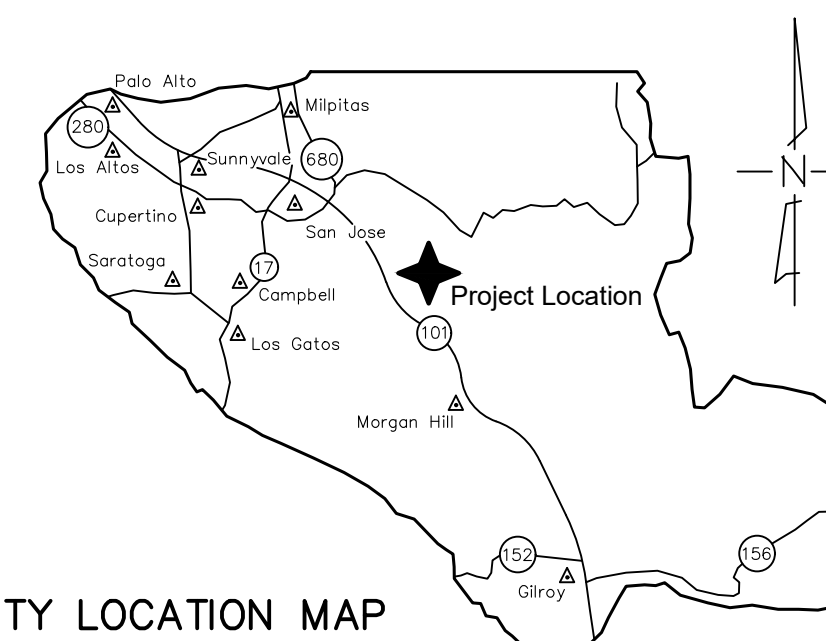 Palo Alto
Milpitas
280
Los Altos
Sunnyvale
680
Cupertino
San Jose
N
Saratoga
17
Campbell
Project Location
101
Los Gatos
Morgan Hill
152
156
Gilroy
TY LOCATION MAP